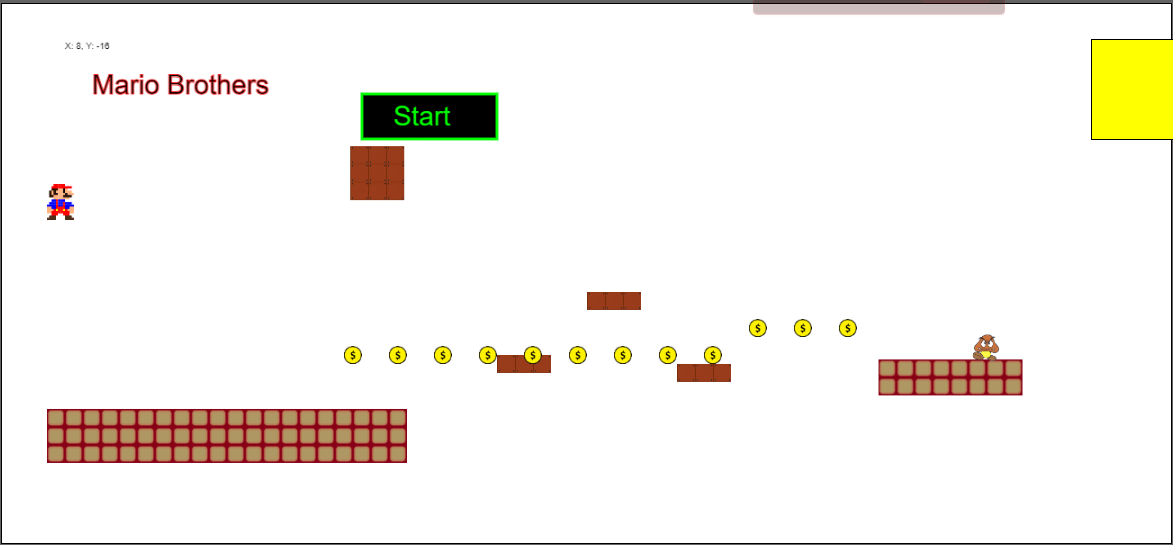 X: 8, Y: -16
Mario Brothers
Start
$ $ $
$ $ $ $ $ $ $ $ $